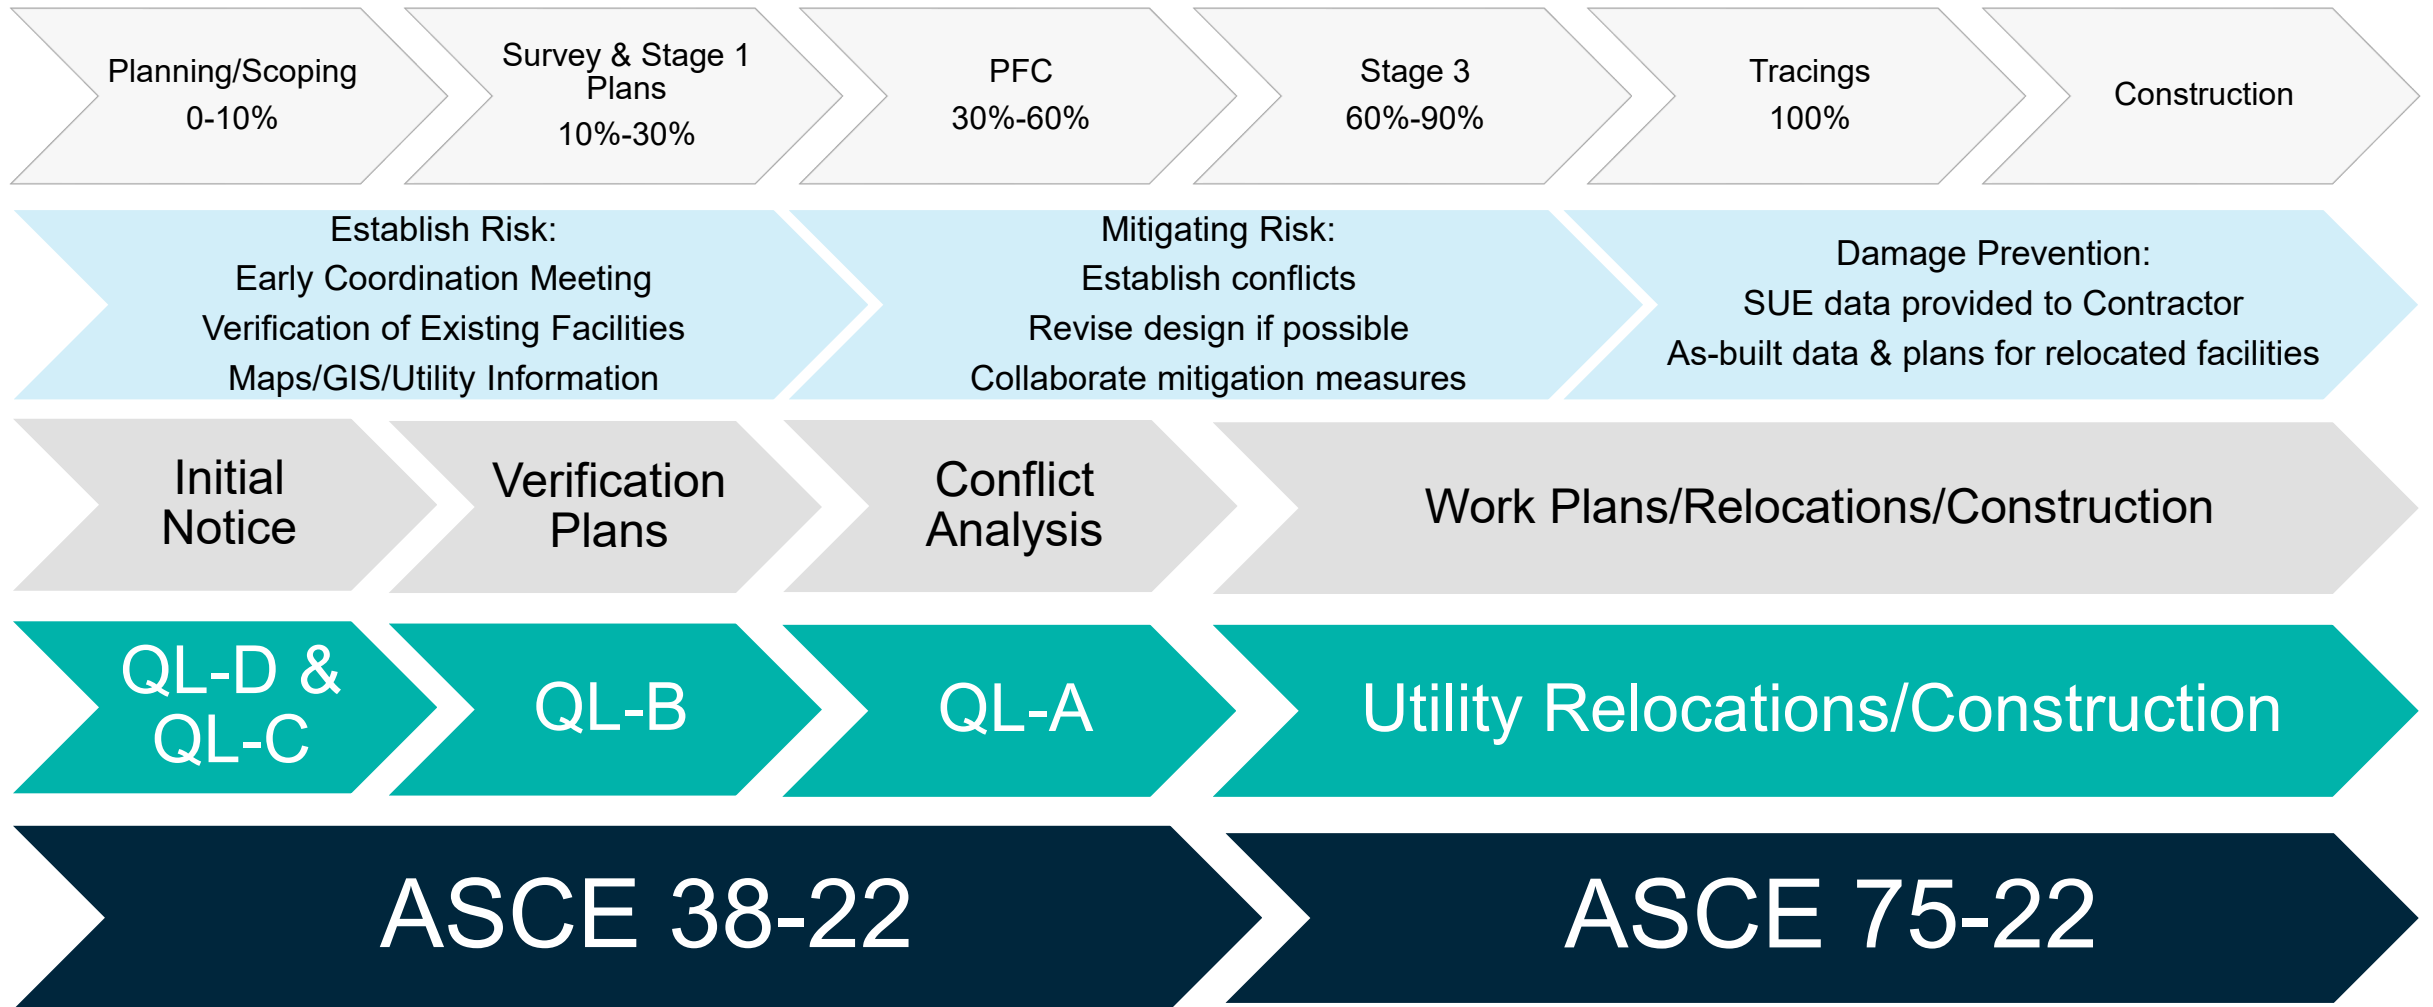 Planning/Scoping
0-10%
Survey & Stage 1
Plans
10%-30%
PFC
30%-60%
Stage 3
60%-90%
Tracings
100%
Construction
Establish Risk:
Early Coordination Meeting
Verification of Existing Facilities
Maps/GIS/Utility Information
Mitigating Risk:
Establish conflicts
Revise design if possible
Collaborate mitigation measures
Damage Prevention:
SUE data provided to Contractor
As-built data & plans for relocated facilities
Initial
Notice
Verification
Plans
Conflict
Analysis
Work Plans/Relocations/Construction
QL-D &
QL-C
QL-B
QL-A
Utility Relocations/Construction
ASCE 38-22
ASCE 75-22